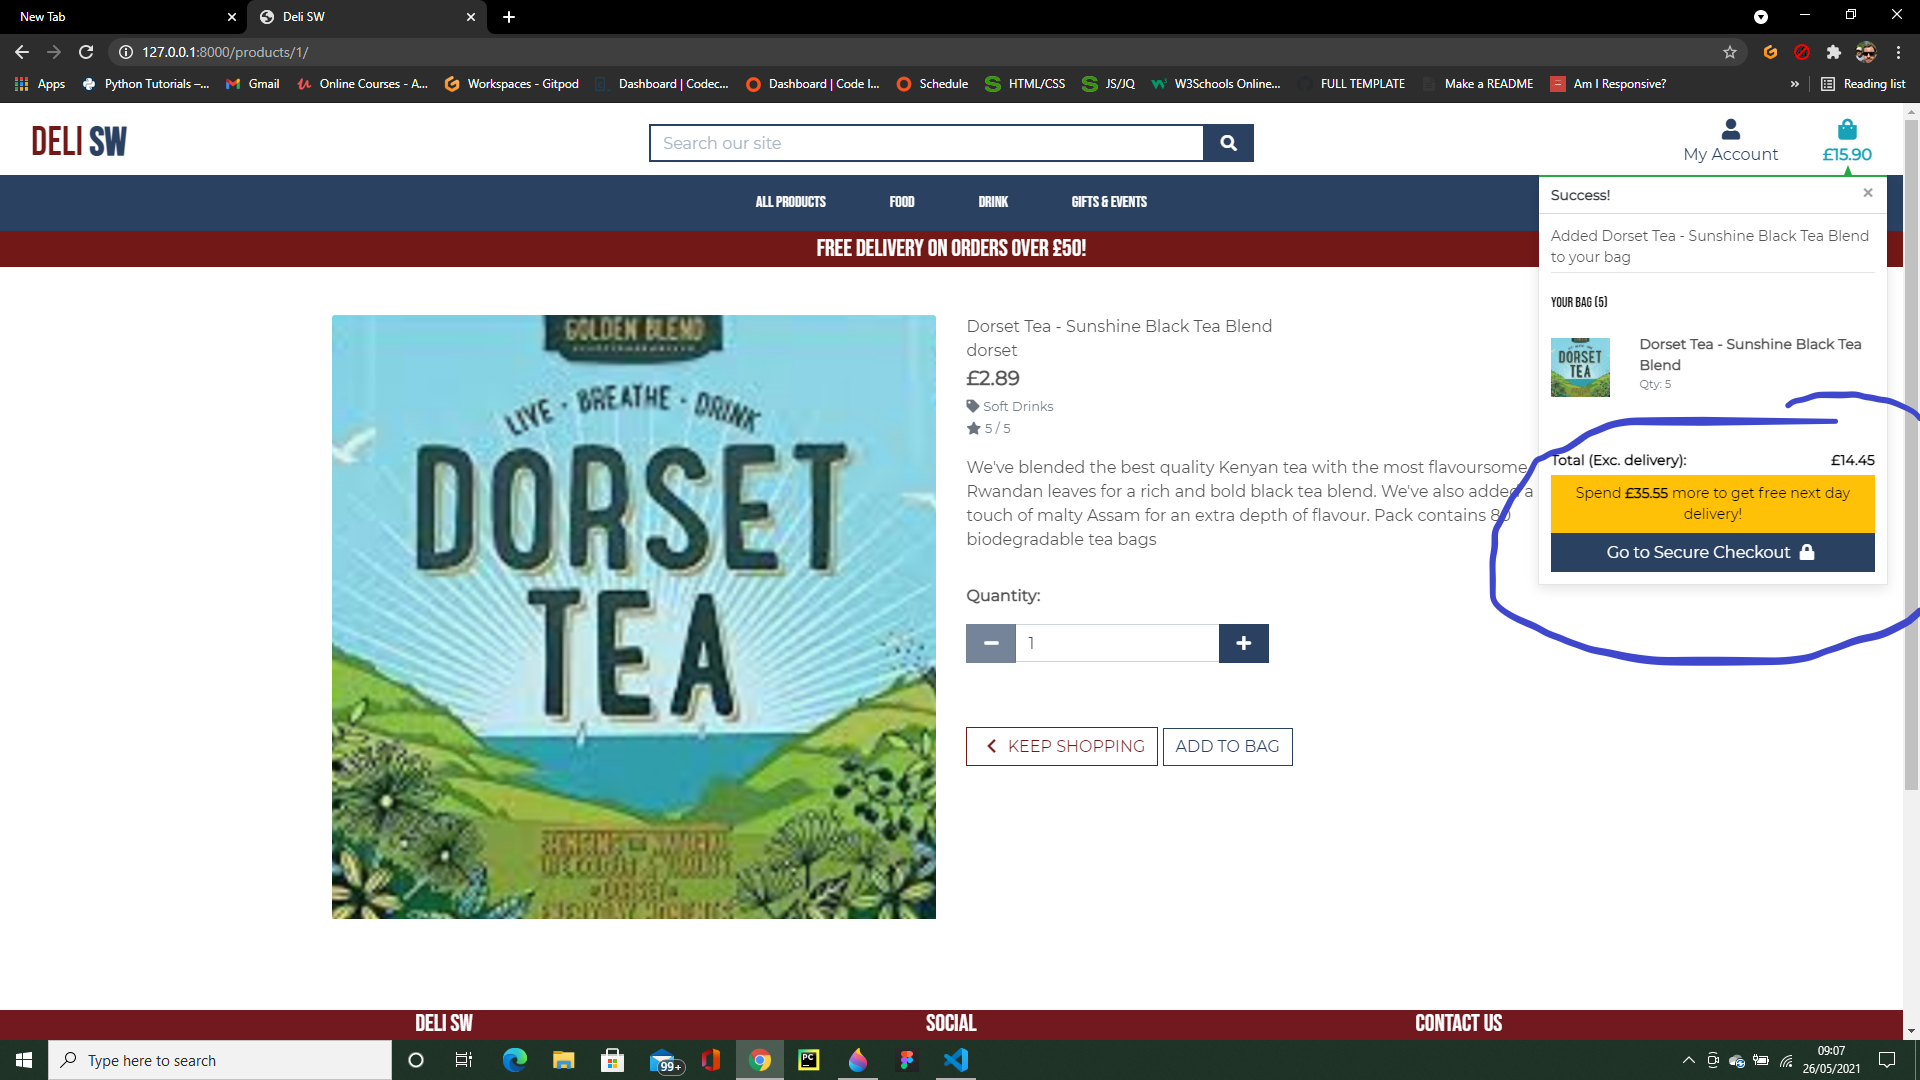 New Tab
Deli SW
127.0.0.1:8000/products/1/
Apps
Python Tutorials –...
Gmail
Online Courses - A...
Workspaces - Gitpod
Dashboard | Codec...
Dashboard | Code I...
Schedule
HTML/CSS
JS/JQ
W3Schools Online...
FULL TEMPLATE
Make a README
Am I Responsive?
Reading list
DELI SW
Search our site
My Account
£15.90
ALL PRODUCTS
FOOD
DRINK
GIFTS & EVENTS
FREE DELIVERY ON ORDERS OVER £50!
Success!
Added Dorset Tea - Sunshine Black Tea Blend
to your bag
YOUR BAG (5)
DORSET
TEA
Dorset Tea - Sunshine Black Tea
Blend
Qty: 5
Total (Exc. delivery):
£14.45
Spend £35.55 more to get free next day
delivery!
Go to Secure Checkout
GOLDEN BLEND
LIVE · BREATHE · DRINK
DORSET
TEA
Dorset Tea - Sunshine Black Tea Blend
dorset
£2.89
Soft Drinks
5 / 5
We've blended the best quality Kenyan tea with the most flavoursome
Rwandan leaves for a rich and bold black tea blend. We've also added a
touch of malty Assam for an extra depth of flavour. Pack contains 80
biodegradable tea bags
Quantity:
1
KEEP SHOPPING
ADD TO BAG
DELI SW
SOCIAL
CONTACT US
Type here to search
99+
PC
09:07
26/05/2021